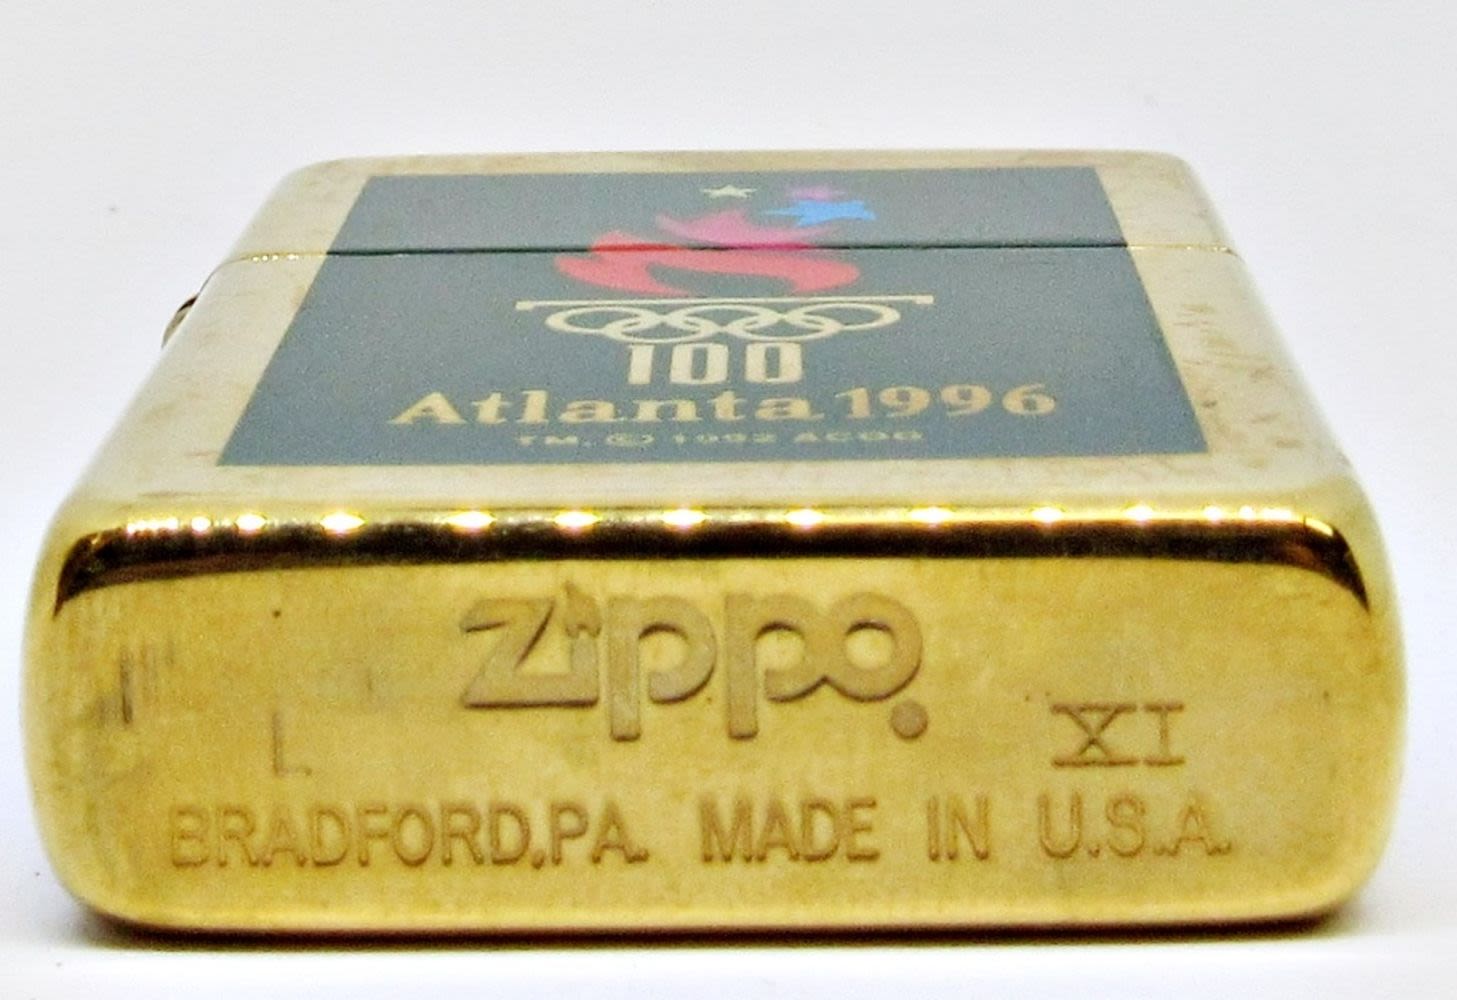 100
Atlanta 1996
TM, © 1992 ACOG
Zippo
L XI
BRADFORD,PA. MADE IN U.S.A.